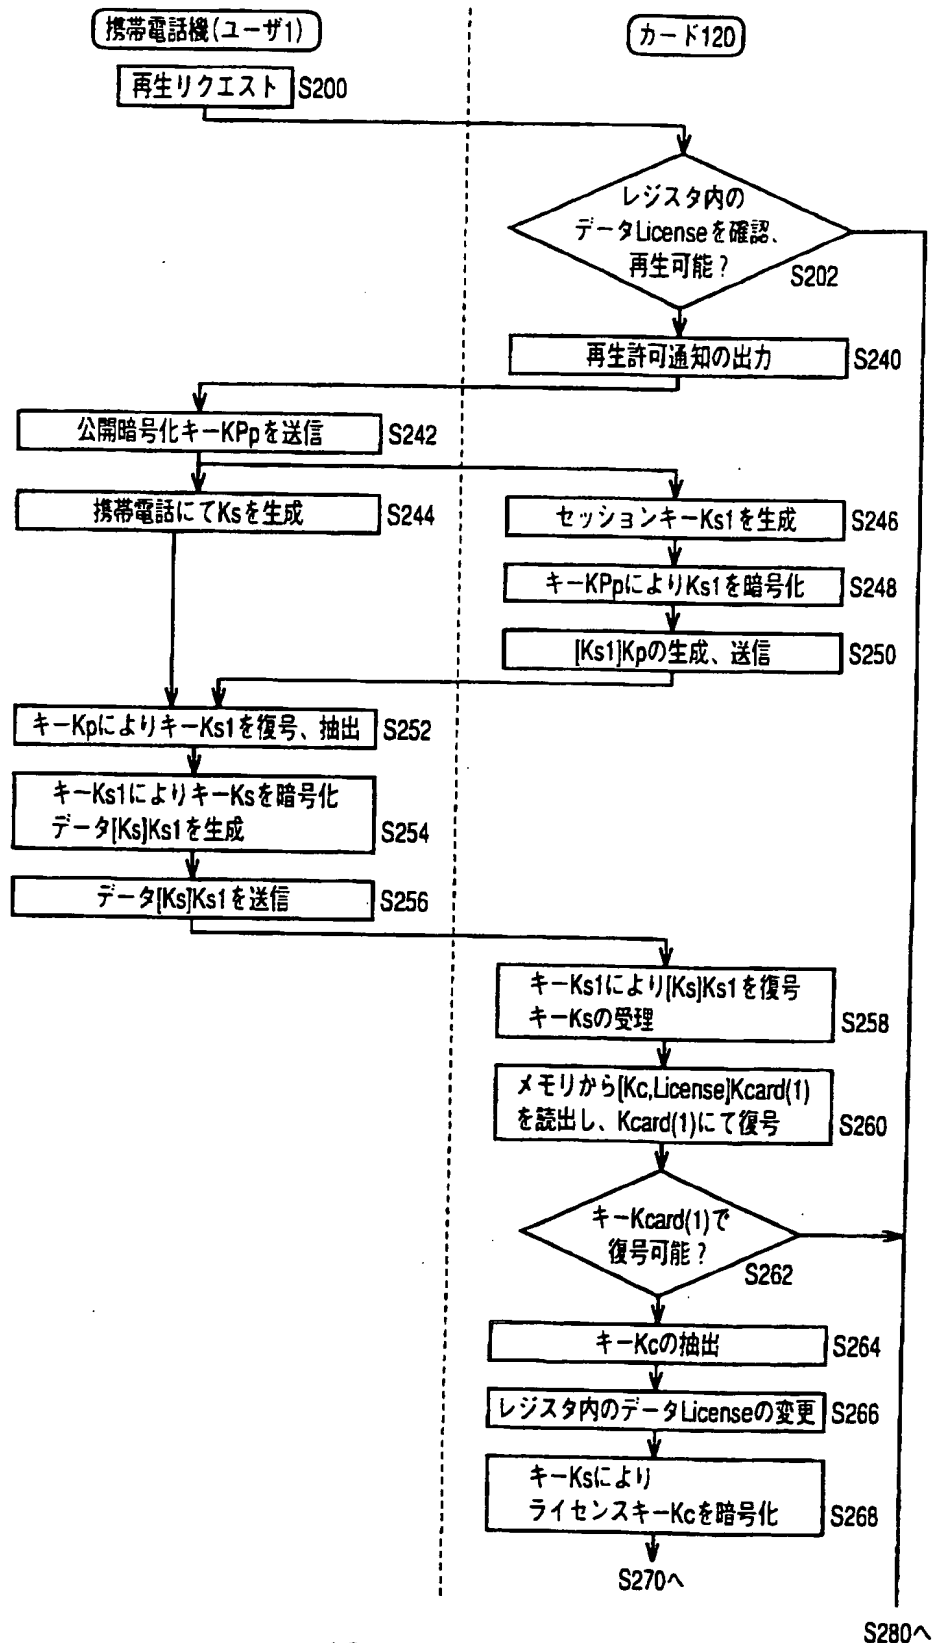 携帯電話機(ユーザ1)
カード120
再生リクエスト
S200
レジスタ内の
データLicenseを確認、
再生可能?
S202
再生許可通知の出力
S240
公開暗号化キーKPpを送信
S242
携帯電話にてKsを生成
S244
セッションキーKs1を生成
S246
キーKPpによりKs1を暗号化
S248
[Ks1]Kpの生成、送信
S250
キーKpによりキーKs1を復号、抽出
S252
キーKs1によりキーKsを暗号化
データ[Ks]Ks1を生成
S254
データ[Ks]Ks1を送信
S256
キーKs1により[Ks]Ks1を復号
キーKsの受理
S258
メモリから[Kc,License]Kcard(1)
を読出し、Kcard(1)にて復号
S260
キーKcard(1)で
復号可能?
S262
キーKcの抽出
S264
レジスタ内のデータLicenseの変更
S266
キーKsにより
ライセンスキーKcを暗号化
S268
S270へ
S280へ